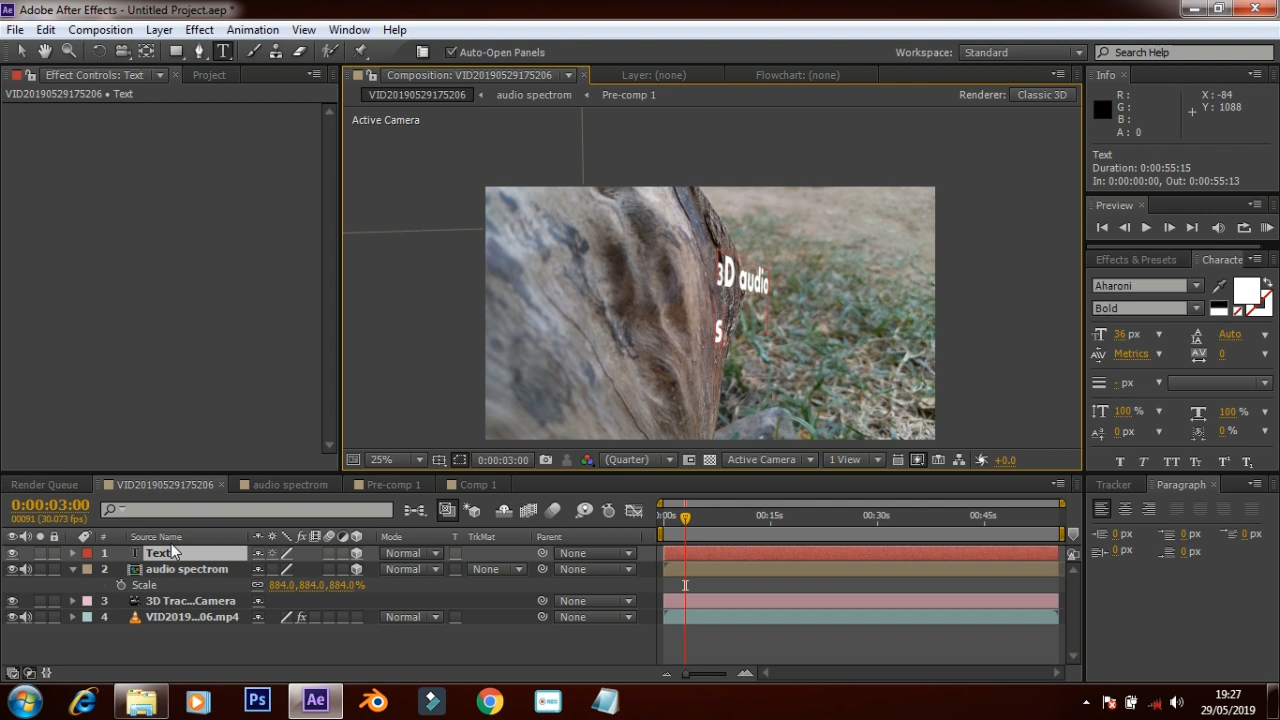 Adobe After Effects - Untitled Project.aep *
File Edit Composition Layer Effect Animation View Window Help
Auto-Open Panels
Workspace: Standard
Search Help
Effect Controls: Text
Project
Composition: VID20190529175206
Layer: (none)
Flowchart: (none)
Info
VID20190529175206 • Text
VID20190529175206
audio spectrom
Pre-comp 1
Renderer: Classic 3D
R :
G :
B :
A : 0
X : -84
Y : 1088
Active Camera
Text
Duration: 0:00:55:15
In: 0:00:00:00, Out: 0:00:55:13
Preview
3D audio
s
Effects & Presets
Characte
Aharoni
Bold
36 px
Auto
Metrics
0
- px
100 %
100 %
0 px
0 %
T T TT Tr T¹ T₁
25%
0:00:03:00
(Quarter)
Active Camera
1 View
+0.0
Render Queue
VID20190529175206
audio spectrom
Pre-comp 1
Comp 1
Tracker
Paragraph
0:00:03:00
00091 (30.073 fps)
:00s 00:15s 00:30s 00:45s
0 px 0 px 0 px
0 px 0 px
# Source Name Mode T TrkMat Parent
1 Text Normal None
2 audio spectrom Normal None None
Scale 884.0,884.0,884.0%
3 3D Trac...Camera None
4 VID2019...06.mp4 Normal None None
Ps
Ae
REC
19:27
29/05/2019